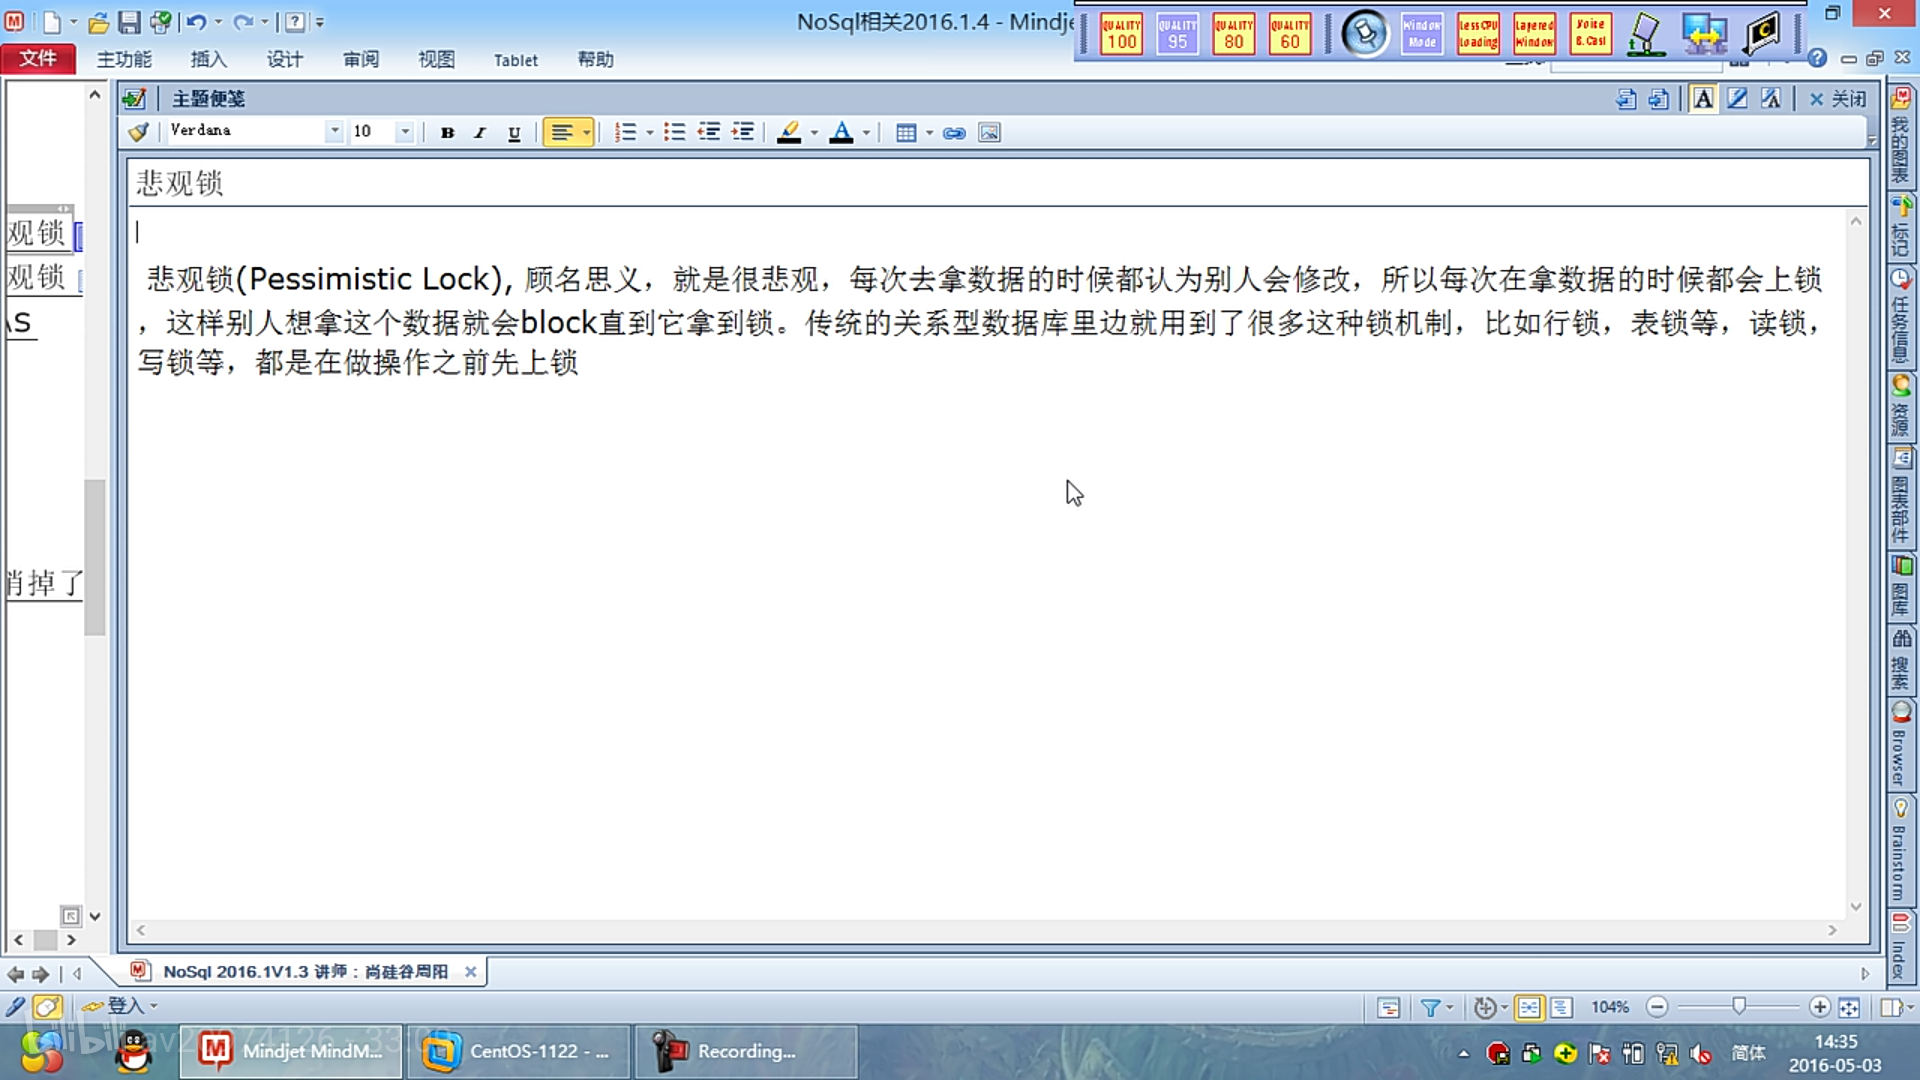 NoSql相关2016.1.4 - Mindje
QUALITY 100
QUALITY 95
QUALITY 80
QUALITY 60
Window Mode
LessCPU Loading
Layered Window
文件 主功能 插入 设计 审阅 视图 Tablet 帮助
主题便笺
关闭
Verdana 10
悲观锁
悲观锁(Pessimistic Lock), 顾名思义，就是很悲观，每次去拿数据的时候都认为别人会修改，所以每次在拿数据的时候都会上锁
，这样别人想拿这个数据就会block直到它拿到锁。传统的关系型数据库里边就用到了很多这种锁机制，比如行锁，表锁等，读锁，
写锁等，都是在做操作之前先上锁
观锁
观锁
AS
消掉了
我的图表
标记
任务信息
资源
图表部件
图库
搜索
Browser
Brainstorm
Index
NoSql 2016.1V1.3 讲师：尚硅谷周阳
登入
104%
Mindjet MindM...
CentOS-1122 - ...
Recording...
简体
14:35
2016-05-03